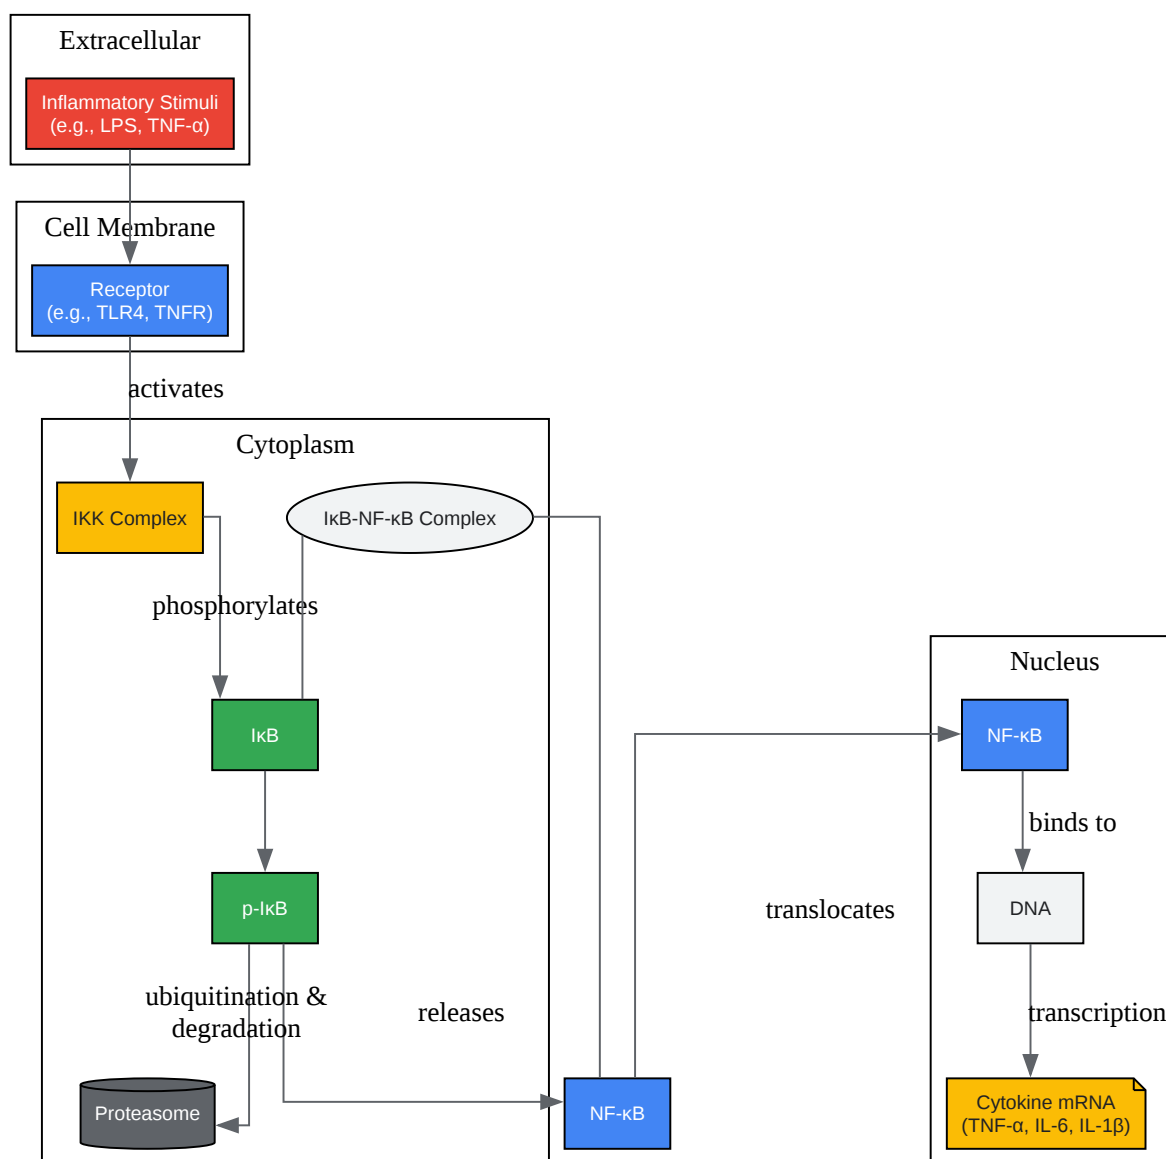 Extracellular
Inflammatory Stimuli
(e.g., LPS, TNF-α)
Cell Membrane
Receptor
(e.g., TLR4, TNFR)
activates
Cytoplasm
IKK Complex
IκB-NF-κB Complex
phosphorylates
IκB
p-IκB
ubiquitination &
degradation
releases
Proteasome
NF-κB
translocates
Nucleus
NF-κB
binds to
DNA
transcription
Cytokine mRNA
(TNF-α, IL-6, IL-1β)